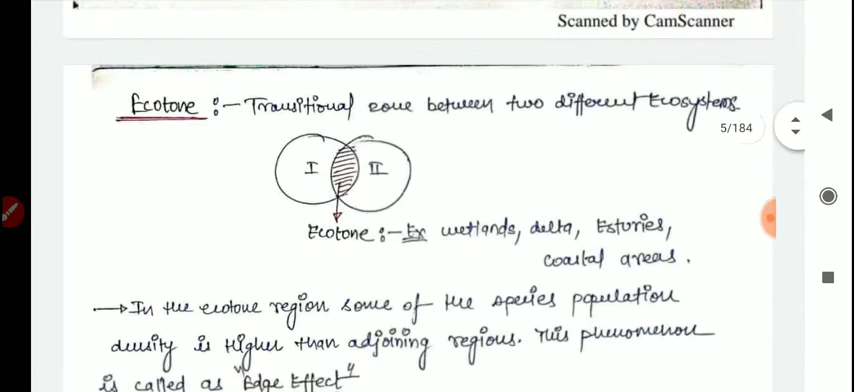 Scanned by CamScanner
Ecotone :- Transitional zone between two different Ecosystems.
5/184
I II
Ecotone :- Ex wetlands, delta, Esturies,
coastal areas.
→ In the ecotone region some of the species population
density is Higher than adjoining regions. This phenomenon
is called as "Edge Effect"